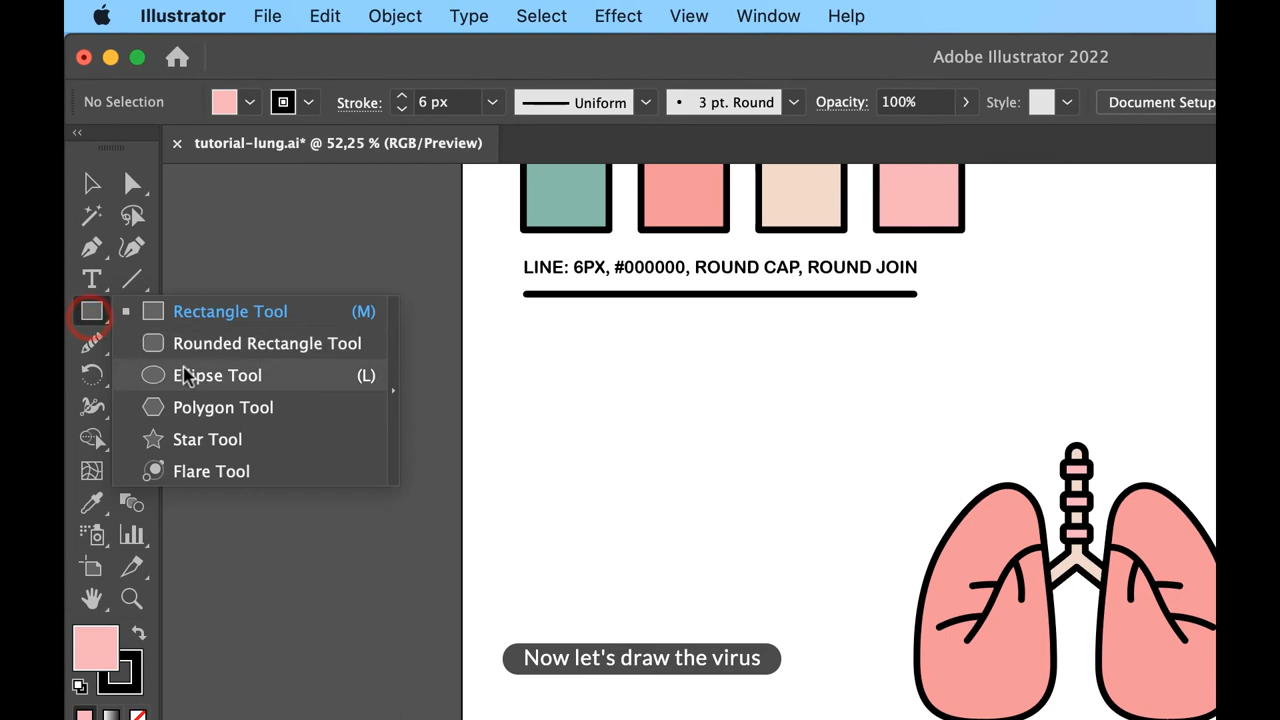 Illustrator File Edit Object Type Select Effect View Window Help
Adobe Illustrator 2022
No Selection Stroke: 6 px Uniform 3 pt. Round Opacity: 100% Style: Document Setup
tutorial-lung.ai* @ 52,25 % (RGB/Preview)
LINE: 6PX, #000000, ROUND CAP, ROUND JOIN
Rectangle Tool (M)
Rounded Rectangle Tool
Ellipse Tool (L)
Polygon Tool
Star Tool
Flare Tool
Now let's draw the virus